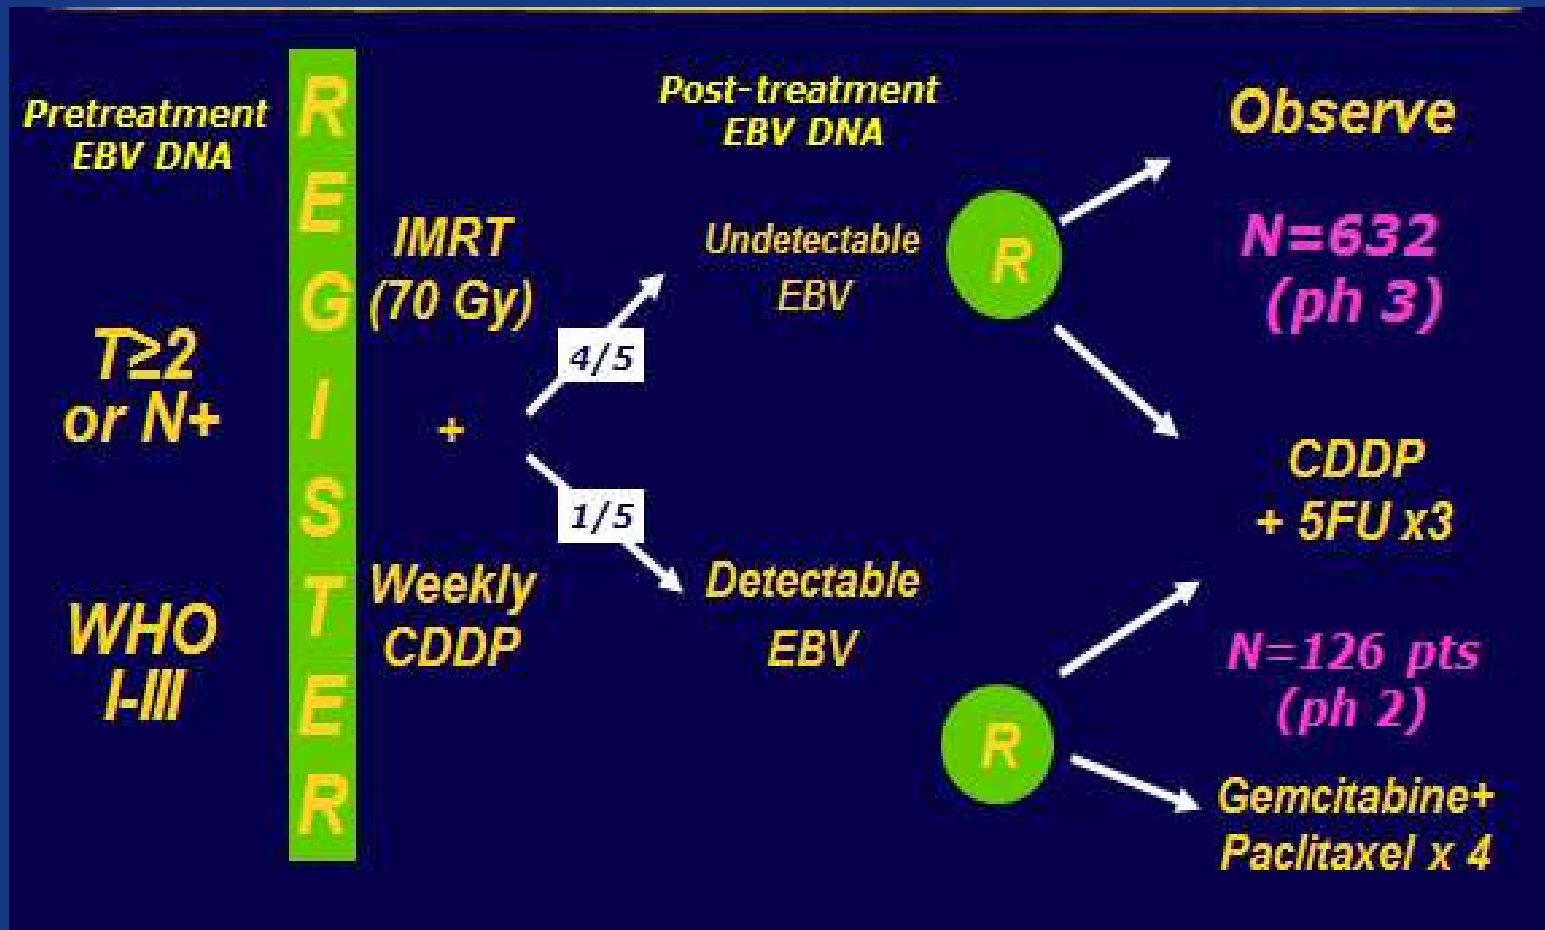 Pretreatment
EBV DNA
T≥2
or N+
WHO
I-III
REGISTER
IMRT
(70 Gy)
+
Weekly
CDDP
4/5
1/5
Post-treatment
EBV DNA
Undetectable
EBV
Detectable
EBV
R
R
Observe
N=632
(ph 3)
CDDP
+ 5FU x3
N=126 pts
(ph 2)
Gemcitabine+
Paclitaxel x 4